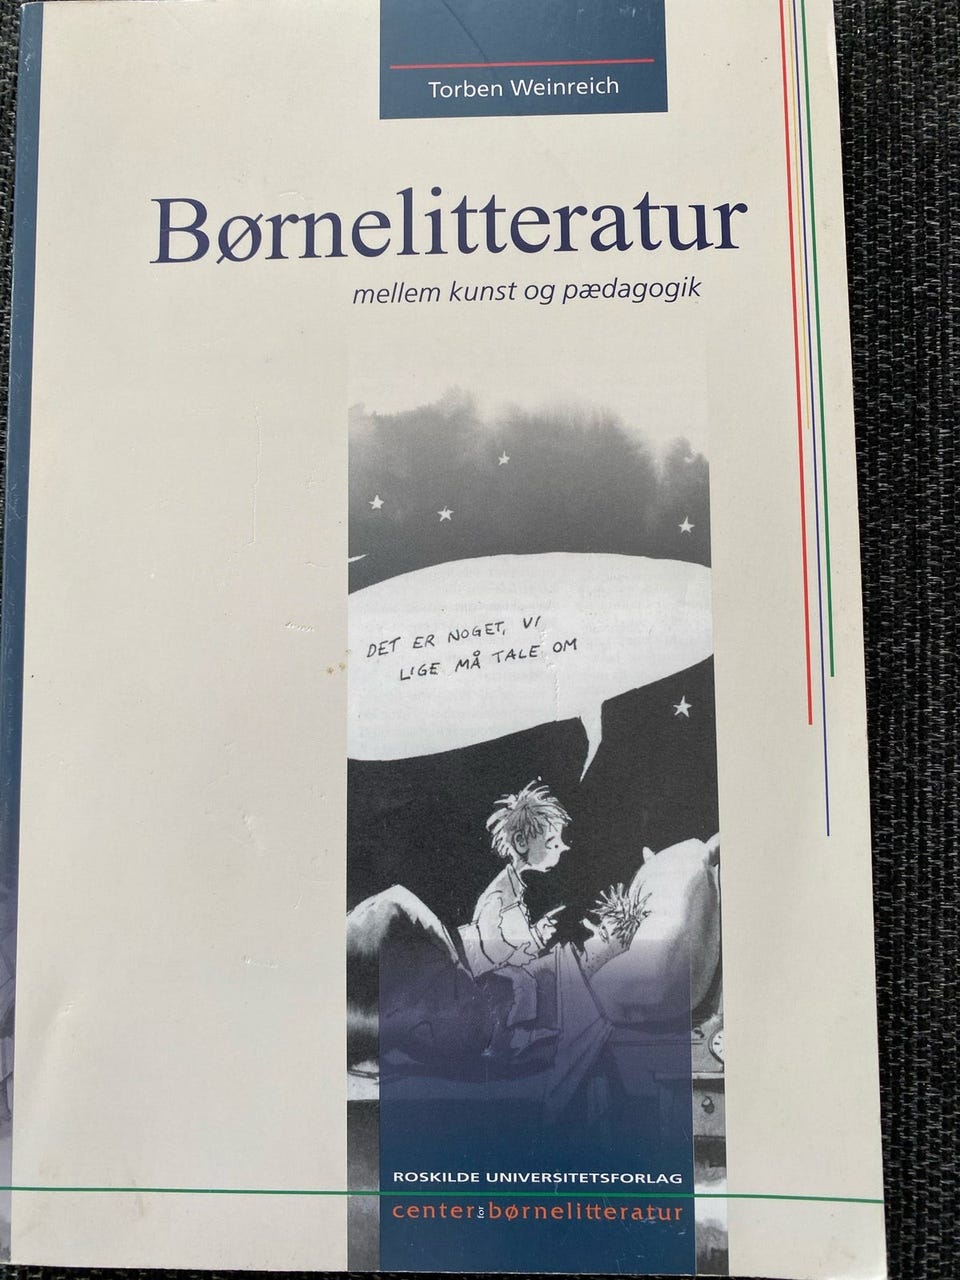 Torben Weinreich
Børnelitteratur
mellem kunst og pædagogik
DET ER NOGET, VI
LIGE MÅ TALE OM
ROSKILDE UNIVERSITETSFORLAG
center for børnelitteratur